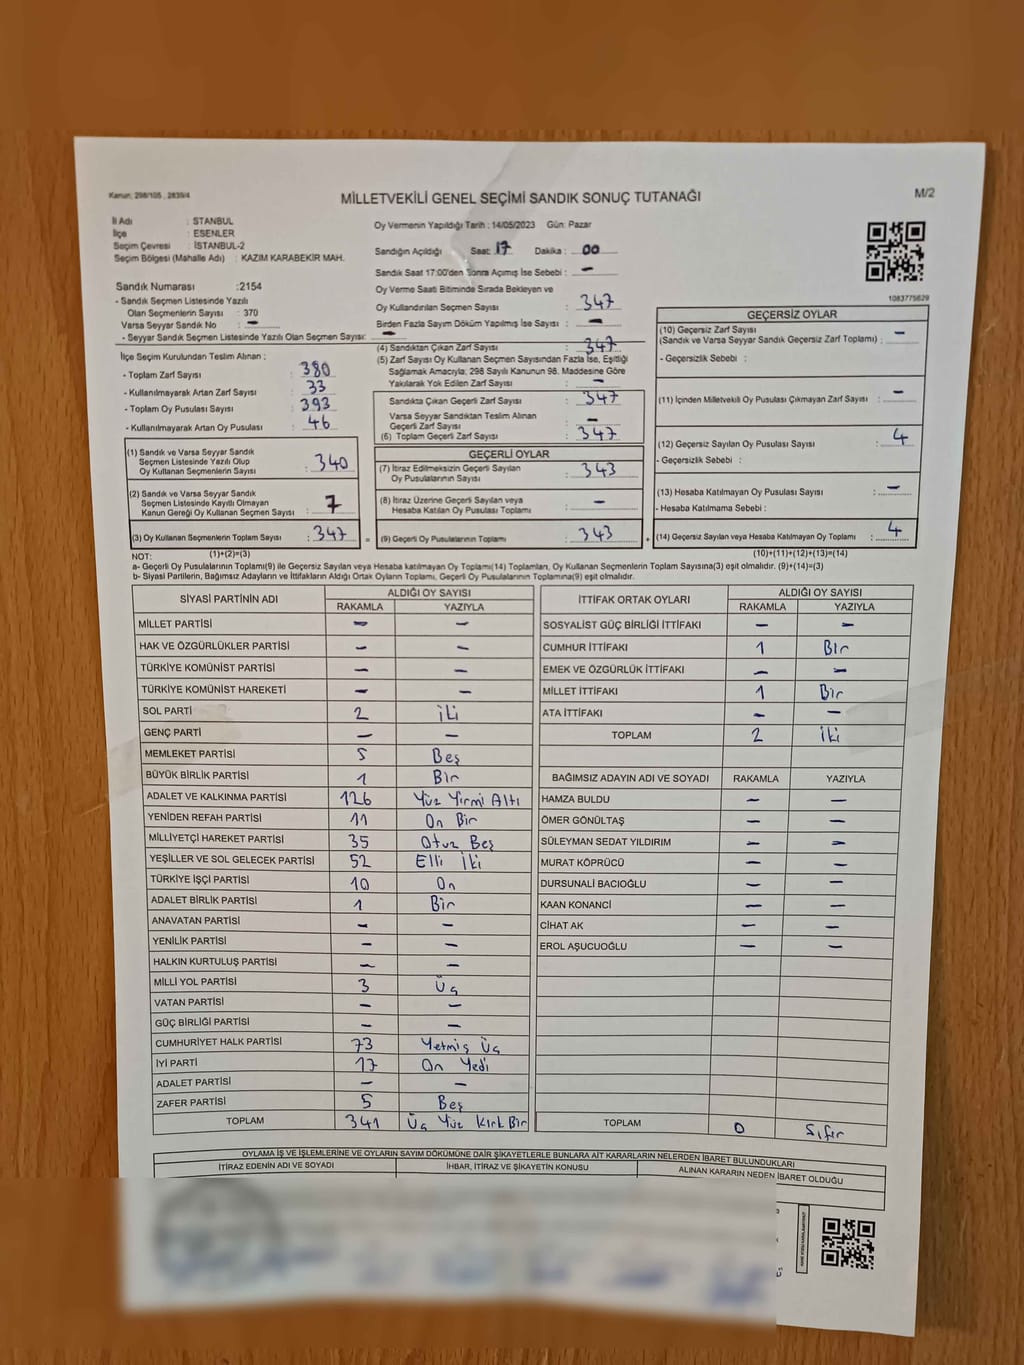 Kanun: 298/105 , 2839/4
MİLLETVEKİLİ GENEL SEÇİMİ SANDIK SONUÇ TUTANAĞI
M/2
İl Adı : STANBUL
İlçe : ESENLER
Seçim Çevresi : İSTANBUL-2
Seçim Bölgesi (Mahalle Adı) : KAZIM KARABEKİR MAH.
Sandık Numarası :2154
- Sandık Seçmen Listesinde Yazılı
Olan Seçmenlerin Sayısı : 370
Varsa Seyyar Sandık No : —
- Seyyar Sandık Seçmen Listesinde Yazılı Olan Seçmen Sayısı: —
İlçe Seçim Kurulundan Teslim Alınan :
- Toplam Zarf Sayısı : 380
- Kullanılmayarak Artan Zarf Sayısı : 33
- Toplam Oy Pusulası Sayısı : 393
- Kullanılmayarak Artan Oy Pusulası : 46
(1) Sandık ve Varsa Seyyar Sandık
Seçmen Listesinde Yazılı Olup
Oy Kullanan Seçmenlerin Sayısı : 340
(2) Sandık ve Varsa Seyyar Sandık
Seçmen Listesinde Kayıtlı Olmayan
Kanun Gereği Oy Kullanan Seçmen Sayısı : 7
(3) Oy Kullanan Seçmenlerin Toplam Sayısı : 347
Oy Vermenin Yapıldığı Tarih : 14/05/2023 Gün: Pazar
Sandığın Açıldığı Saat: 17 Dakika : 00
Sandık Saat 17:00'den Sonra Açılmış İse Sebebi : —
Oy Verme Saati Bitiminde Sırada Bekleyen ve
Oy Kullandırılan Seçmen Sayısı : 347
Birden Fazla Sayım Döküm Yapılmış İse Sayısı : —
(4) Sandıktan Çıkan Zarf Sayısı : 347
(5) Zarf Sayısı Oy Kullanan Seçmen Sayısından Fazla İse, Eşitliği
Sağlamak Amacıyla, 298 Sayılı Kanunun 98. Maddesine Göre
Yakılarak Yok Edilen Zarf Sayısı : —
Sandıkta Çıkan Geçerli Zarf Sayısı : 347
Varsa Seyyar Sandıktan Teslim Alınan
Geçerli Zarf Sayısı : —
(6) Toplam Geçerli Zarf Sayısı : 347
GEÇERLİ OYLAR
(7) İtiraz Edilmeksizin Geçerli Sayılan
Oy Pusulalarının Sayısı : 343
(8) İtiraz Üzerine Geçerli Sayılan veya
Hesaba Katılan Oy Pusulası Toplamı : —
= (9) Geçerli Oy Pusulalarının Toplamı : 343
1083775629
GEÇERSİZ OYLAR
(10) Geçersiz Zarf Sayısı
(Sandık ve Varsa Seyyar Sandık Geçersiz Zarf Toplamı) : —
- Geçersizlik Sebebi :
(11) İçinden Milletvekili Oy Pusulası Çıkmayan Zarf Sayısı : —
(12) Geçersiz Sayılan Oy Pusulası Sayısı : 4
- Geçersizlik Sebebi :
(13) Hesaba Katılmayan Oy Pusulası Sayısı : —
- Hesaba Katılmama Sebebi :
+ (14) Geçersiz Sayılan veya Hesaba Katılmayan Oy Toplamı : 4
NOT: (1)+(2)=(3) (10)+(11)+(12)+(13)=(14)
a- Geçerli Oy Pusulalarının Toplamı(9) ile Geçersiz Sayılan veya Hesaba katılmayan Oy Toplamı(14) Toplamları, Oy Kullanan Seçmenlerin Toplam Sayısına(3) eşit olmalıdır. (9)+(14)=(3)
b- Siyasi Partilerin, Bağımsız Adayların ve İttifakların Aldığı Ortak Oyların Toplamı, Geçerli Oy Pusulalarının Toplamına(9) eşit olmalıdır.
SİYASİ PARTİNİN ADI ALDIĞI OY SAYISI
RAKAMLA YAZIYLA
MİLLET PARTİSİ — —
HAK VE ÖZGÜRLÜKLER PARTİSİ — —
TÜRKİYE KOMÜNİST PARTİSİ — —
TÜRKİYE KOMÜNİST HAREKETİ — —
SOL PARTİ 2 İki
GENÇ PARTİ — —
MEMLEKET PARTİSİ 5 Beş
BÜYÜK BİRLİK PARTİSİ 1 Bir
ADALET VE KALKINMA PARTİSİ 126 Yüz Yirmi Altı
YENİDEN REFAH PARTİSİ 11 On Bir
MİLLİYETÇİ HAREKET PARTİSİ 35 Otuz Beş
YEŞİLLER VE SOL GELECEK PARTİSİ 52 Elli İki
TÜRKİYE İŞÇİ PARTİSİ 10 On
ADALET BİRLİK PARTİSİ 1 Bir
ANAVATAN PARTİSİ — —
YENİLİK PARTİSİ — —
HALKIN KURTULUŞ PARTİSİ — —
MİLLİ YOL PARTİSİ 3 Üç
VATAN PARTİSİ — —
GÜÇ BİRLİĞİ PARTİSİ — —
CUMHURİYET HALK PARTİSİ 73 Yetmiş Üç
İYİ PARTİ 17 On Yedi
ADALET PARTİSİ — —
ZAFER PARTİSİ 5 Beş
TOPLAM 341 Üç Yüz Kırk Bir
İTTİFAK ORTAK OYLARI ALDIĞI OY SAYISI
RAKAMLA YAZIYLA
SOSYALİST GÜÇ BİRLİĞİ İTTİFAKI — —
CUMHUR İTTİFAKI 1 Bir
EMEK VE ÖZGÜRLÜK İTTİFAKI — —
MİLLET İTTİFAKI 1 Bir
ATA İTTİFAKI — —
TOPLAM 2 İki
BAĞIMSIZ ADAYIN ADI VE SOYADI RAKAMLA YAZIYLA
HAMZA BULDU — —
ÖMER GÖNÜLTAŞ — —
SÜLEYMAN SEDAT YILDIRIM — —
MURAT KÖPRÜCÜ — —
DURSUNALİ BACIOĞLU — —
KAAN KONANCİ — —
CİHAT AK — —
EROL AŞUCUOĞLU — —
TOPLAM 0 Sıfır
OYLAMA İŞ VE İŞLEMLERİNE VE OYLARIN SAYIM DÖKÜMÜNE DAİR ŞİKAYETLERLE BUNLARA AİT KARARLARIN NELERDEN İBARET BULUNDUKLARI
İTİRAZ EDENİN ADI VE SOYADI İHBAR, İTİRAZ VE ŞİKAYETİN KONUSU ALINAN KARARIN NEDEN İBARET OLDUĞU